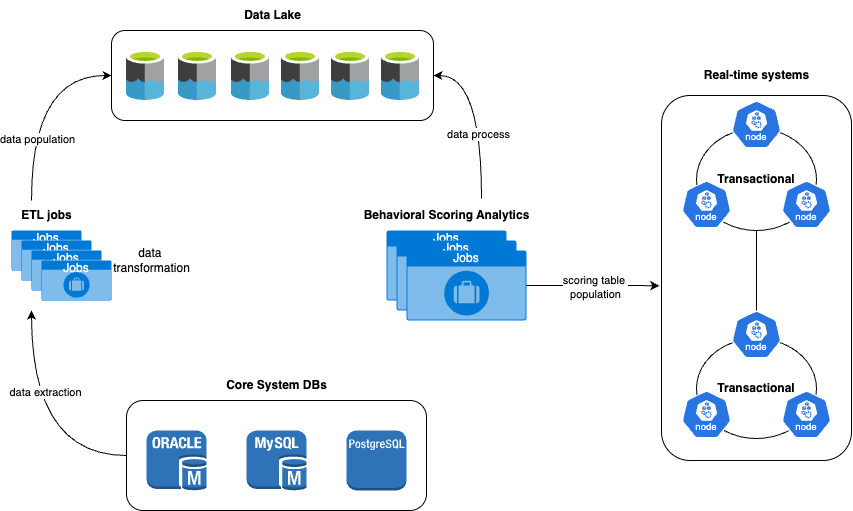 Data Lake
Real-time systems
node
data population
data process
Transactional
node
node
ETL jobs
Behavioral Scoring Analytics
Jobs
Jobs
Jobs
Jobs
data
transformation
Jobs
Jobs
Jobs
scoring table
population
node
Transactional
node
node
data extraction
Core System DBs
ORACLE
M
MySQL
M
PostgreSQL